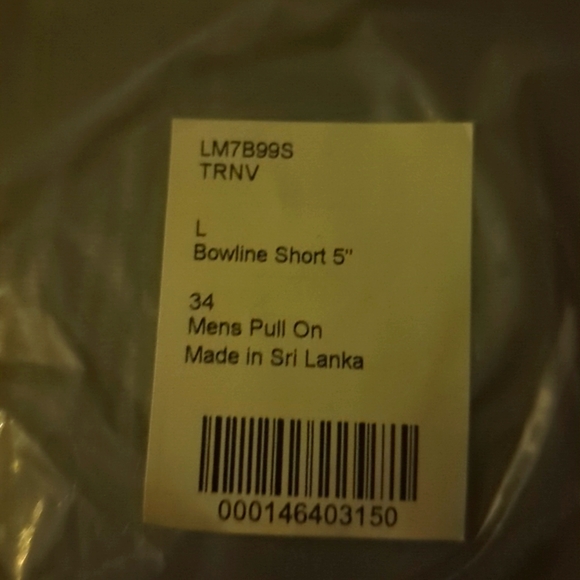 LM7B99S
TRNV
L
Bowline Short 5"
34
Mens Pull On
Made in Sri Lanka
000146403150